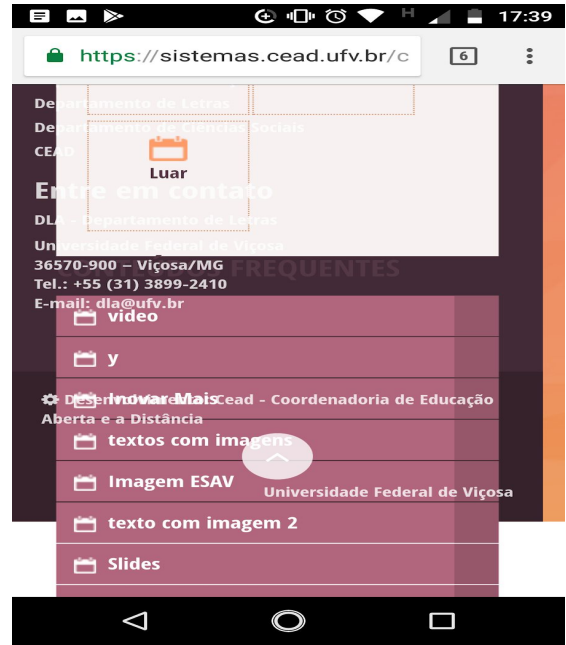 H
17:39
https://sistemas.cead.ufv.br/c
6
Departamento de Letras
Departamento de Ciências Sociais
CEAD
Luar
Entre em contato
DLA - Departamento de Letras
Universidade Federal de Viçosa
36570-900 – Viçosa/MG
FREQUENTES
Tel.: +55 (31) 3899-2410
E-mail: dla@ufv.br
video
y
Inovar Mais
Desenvolvido por Cead - Coordenadoria de Educação
Aberta e a Distância
textos com imagens
Imagem ESAV
Universidade Federal de Viçosa
texto com imagem 2
Slides